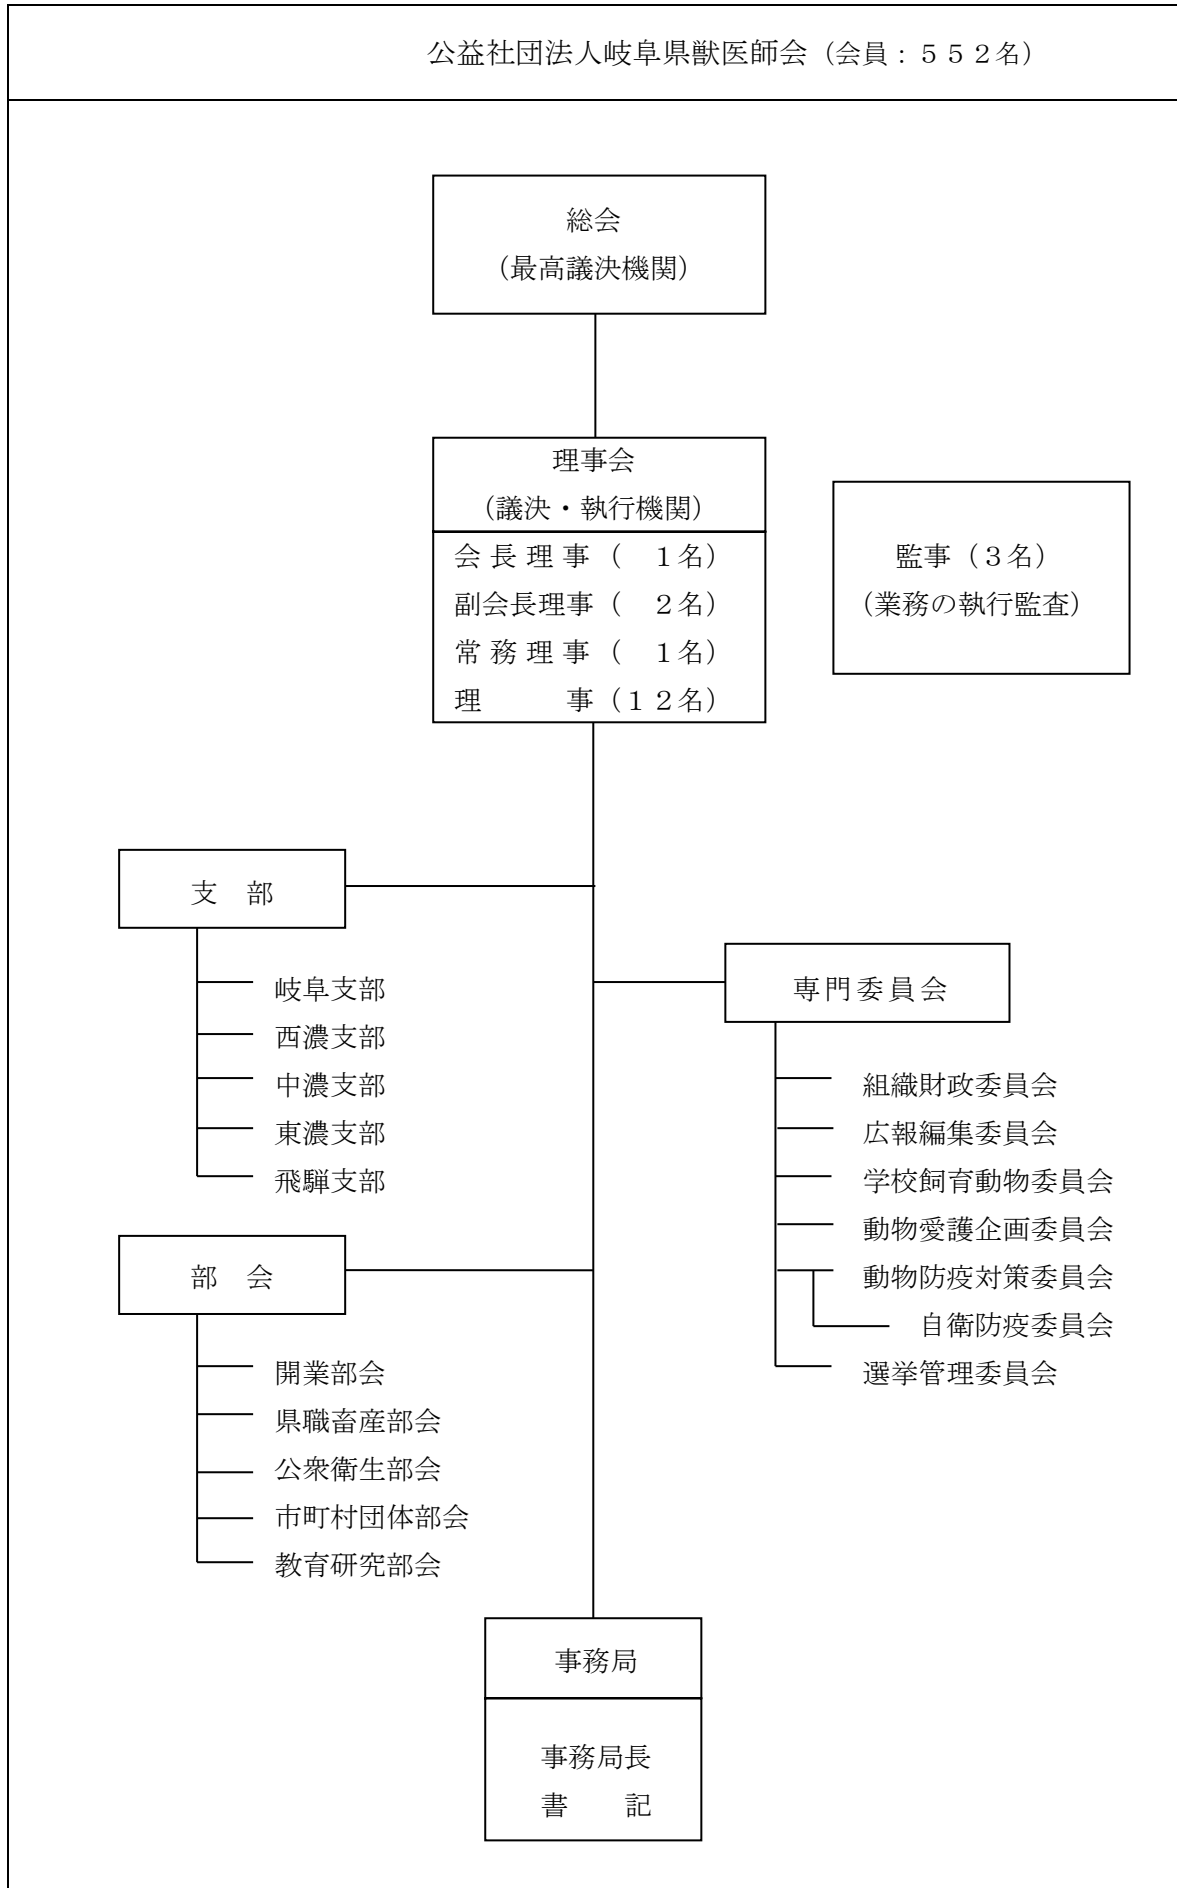 公益社団法人岐阜県獣医師会（会員：５５２名）
総会
（最高議決機関）
理事会
（議決・執行機関）
会 長 理 事（　１名）
副会長理事（　２名）
常 務 理 事（　１名）
理　　　事（１２名）
監事（３名）
（業務の執行監査）
支　部
岐阜支部
西濃支部
中濃支部
東濃支部
飛騨支部
専門委員会
組織財政委員会
広報編集委員会
学校飼育動物委員会
動物愛護企画委員会
動物防疫対策委員会
自衛防疫委員会
選挙管理委員会
部　会
開業部会
県職畜産部会
公衆衛生部会
市町村団体部会
教育研究部会
事務局
事務局長
書　　記